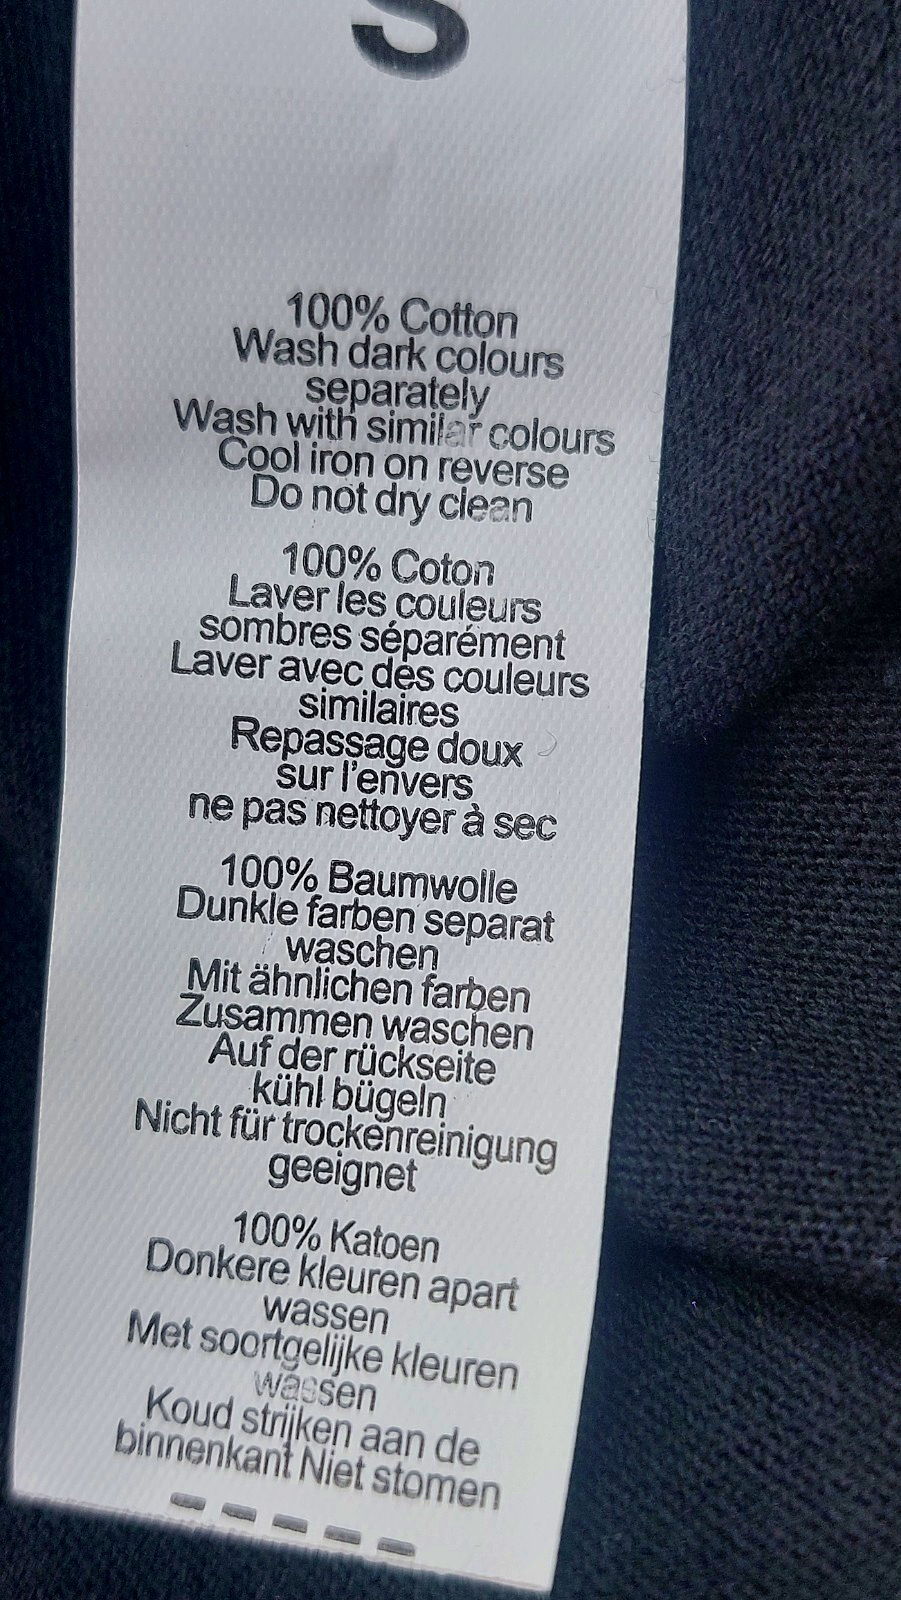 S
100% Cotton
Wash dark colours
separately
Wash with similar colours
Cool iron on reverse
Do not dry clean
100% Coton
Laver les couleurs
sombres séparément
Laver avec des couleurs
similaires
Repassage doux
sur l'envers
ne pas nettoyer à sec
100% Baumwolle
Dunkle farben separat
waschen
Mit ähnlichen farben
Zusammen waschen
Auf der rückseite
kühl bügeln
Nicht für trockenreinigung
geeignet
100% Katoen
Donkere kleuren apart
wassen
Met soortgelijke kleuren
wassen
Koud strijken aan de
binnenkant Niet stomen